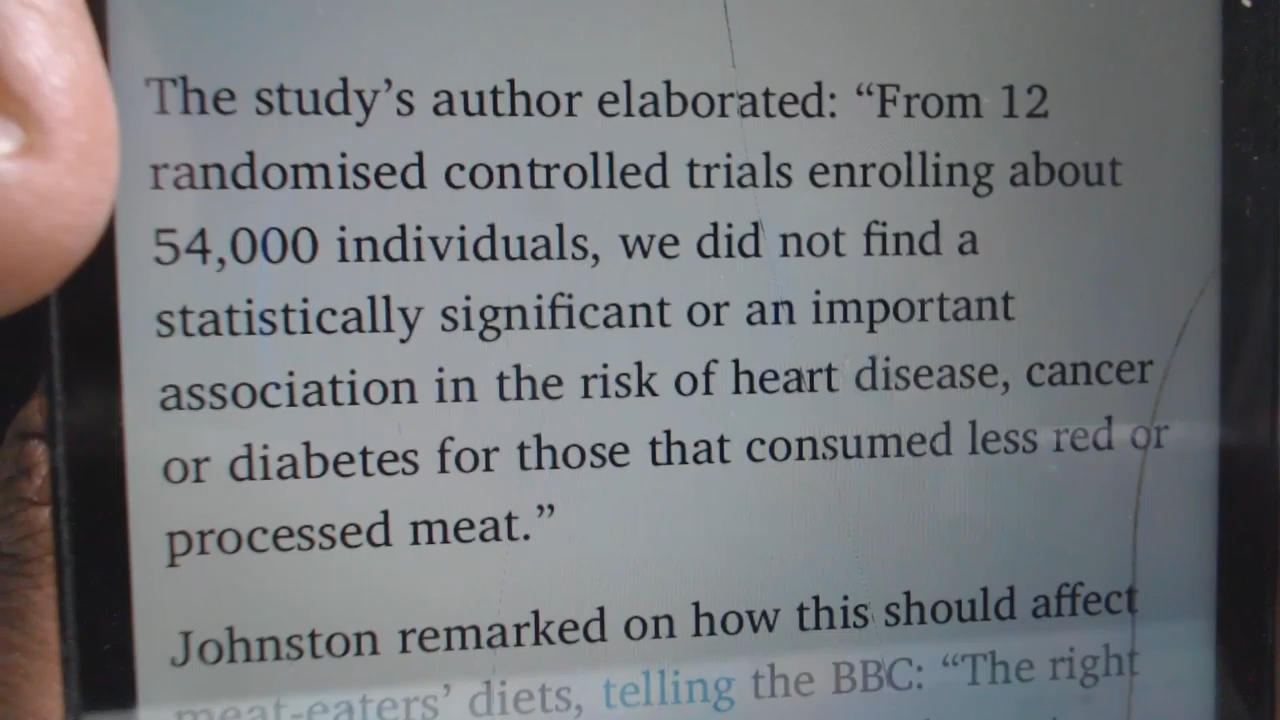 The study’s author elaborated: “From 12
randomised controlled trials enrolling about
54,000 individuals, we did not find a
statistically significant or an important
association in the risk of heart disease, cancer
or diabetes for those that consumed less red or
processed meat.”
Johnston remarked on how this should affect
meat-eaters’ diets, telling the BBC: “The right